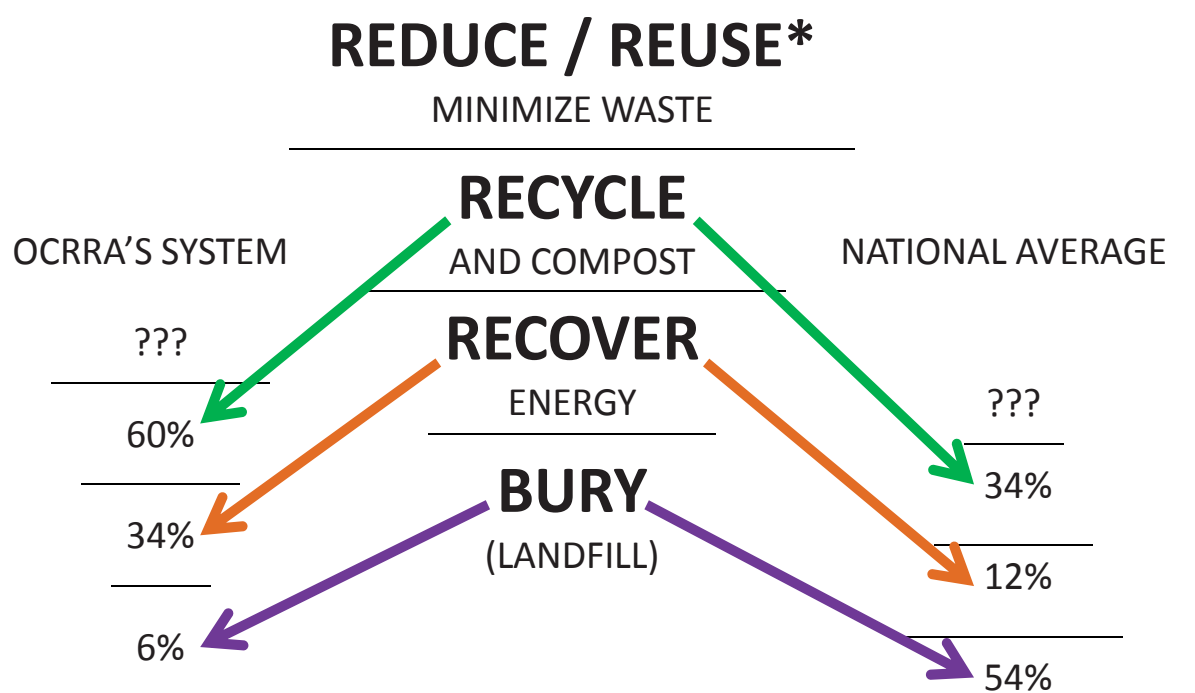 REDUCE / REUSE*
MINIMIZE WASTE
RECYCLE
AND COMPOST
RECOVER
ENERGY
BURY
(LANDFILL)
OCRRA'S SYSTEM
???
60%
34%
6%
NATIONAL AVERAGE
???
34%
12%
54%